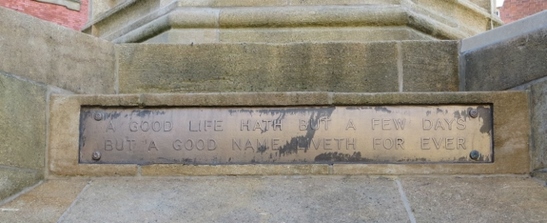 A GOOD LIFE HATH BUT A FEW DAYS
BUT A GOOD NAME LIVETH FOR EVER